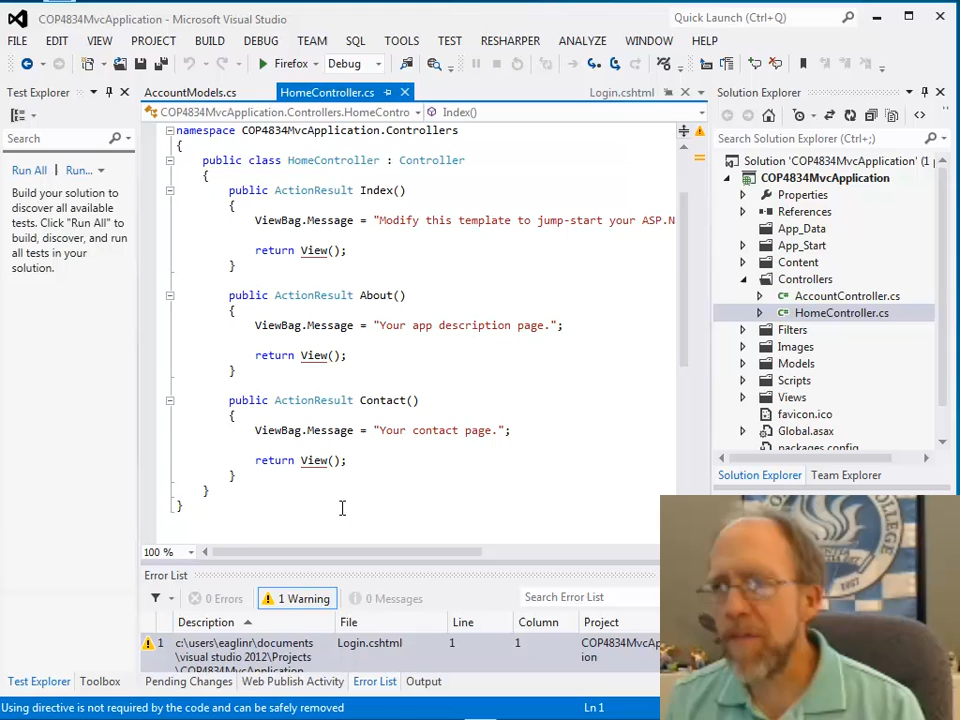 COP4834MvcApplication - Microsoft Visual Studio
Quick Launch (Ctrl+Q)
FILE EDIT VIEW PROJECT BUILD DEBUG TEAM SQL TOOLS TEST RESHARPER ANALYZE WINDOW HELP
Firefox Debug
Test Explorer
AccountModels.cs HomeController.cs Login.cshtml
Solution Explorer
COP4834MvcApplication.Controllers.HomeContro Index()
Search
Search Solution Explorer (Ctrl+;)
Run All Run...
Build your solution to
discover all available
tests. Click "Run All" to
build, discover, and run
all tests in your
solution.
namespace COP4834MvcApplication.Controllers
{
public class HomeController : Controller
{
public ActionResult Index()
{
ViewBag.Message = "Modify this template to jump-start your ASP.N
return View();
}
public ActionResult About()
{
ViewBag.Message = "Your app description page.";
return View();
}
public ActionResult Contact()
{
ViewBag.Message = "Your contact page.";
return View();
}
}
}
Solution 'COP4834MvcApplication' (1
COP4834MvcApplication
Properties
References
App_Data
App_Start
Content
Controllers
AccountController.cs
HomeController.cs
Filters
Images
Models
Scripts
Views
favicon.ico
Global.asax
packages.config
Solution Explorer Team Explorer
100 %
Error List
0 Errors 1 Warning 0 Messages
Search Error List
Description File Line Column Project
1 c:\users\eaglin\documents Login.cshtml 1 1 COP4834MvcAp
\visual studio 2012\Projects ion
\COP4834MvcApplication
Test Explorer Toolbox Pending Changes Web Publish Activity Error List Output
Using directive is not required by the code and can be safely removed
Ln 1
COLLEGE
1957